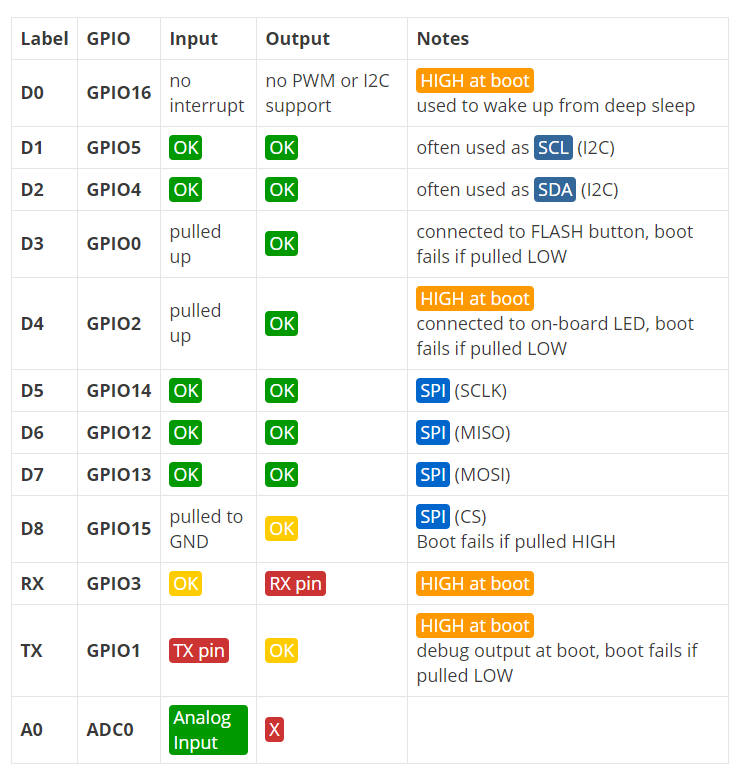 Label GPIO Input Output Notes
D0 GPIO16 no interrupt no PWM or I2C support HIGH at boot
used to wake up from deep sleep
D1 GPIO5 OK OK often used as SCL (I2C)
D2 GPIO4 OK OK often used as SDA (I2C)
D3 GPIO0 pulled up OK connected to FLASH button, boot
fails if pulled LOW
D4 GPIO2 pulled up OK HIGH at boot
connected to on-board LED, boot
fails if pulled LOW
D5 GPIO14 OK OK SPI (SCLK)
D6 GPIO12 OK OK SPI (MISO)
D7 GPIO13 OK OK SPI (MOSI)
D8 GPIO15 pulled to GND OK SPI (CS)
Boot fails if pulled HIGH
RX GPIO3 OK RX pin HIGH at boot
TX GPIO1 TX pin OK HIGH at boot
debug output at boot, boot fails if
pulled LOW
A0 ADC0 Analog Input X